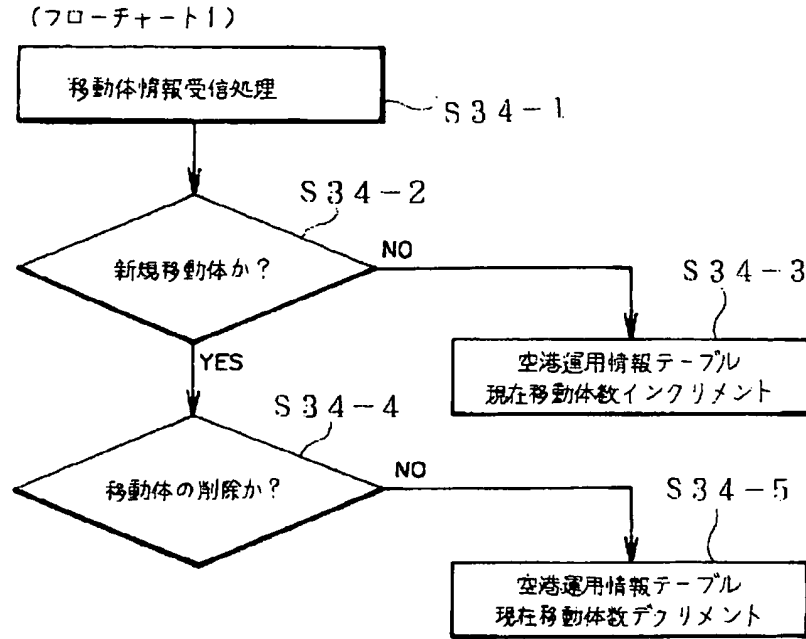 (フローチャート1)
移動体情報受信処理
S34-1
S34-2
新規移動体か?
NO
S34-3
空港運用情報テーブル
現在移動体数インクリメント
YES
S34-4
移動体の削除か?
NO
S34-5
空港運用情報テーブル
現在移動体数デクリメント